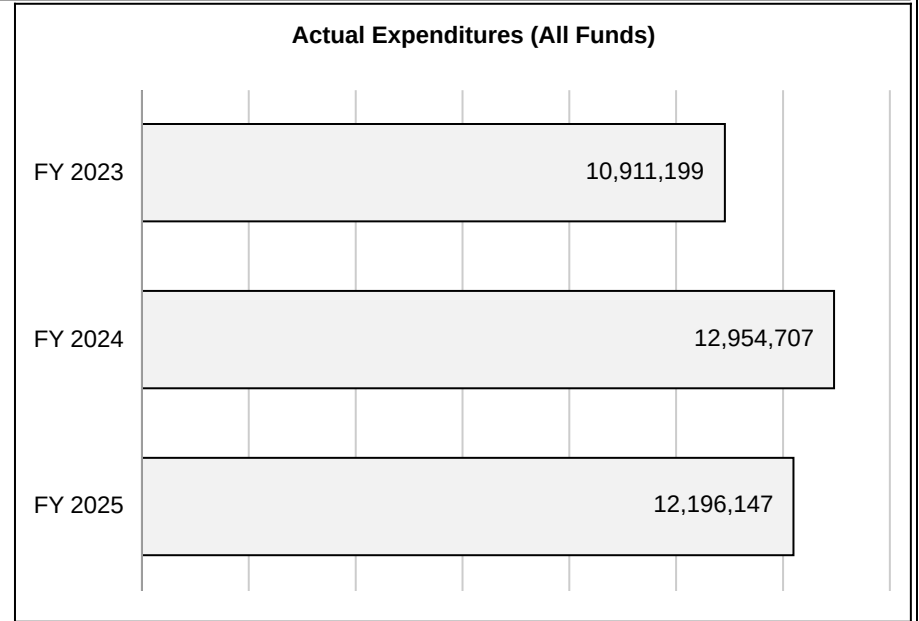 Actual Expenditures (All Funds)
FY 2023
10,911,199
FY 2024
12,954,707
FY 2025
12,196,147